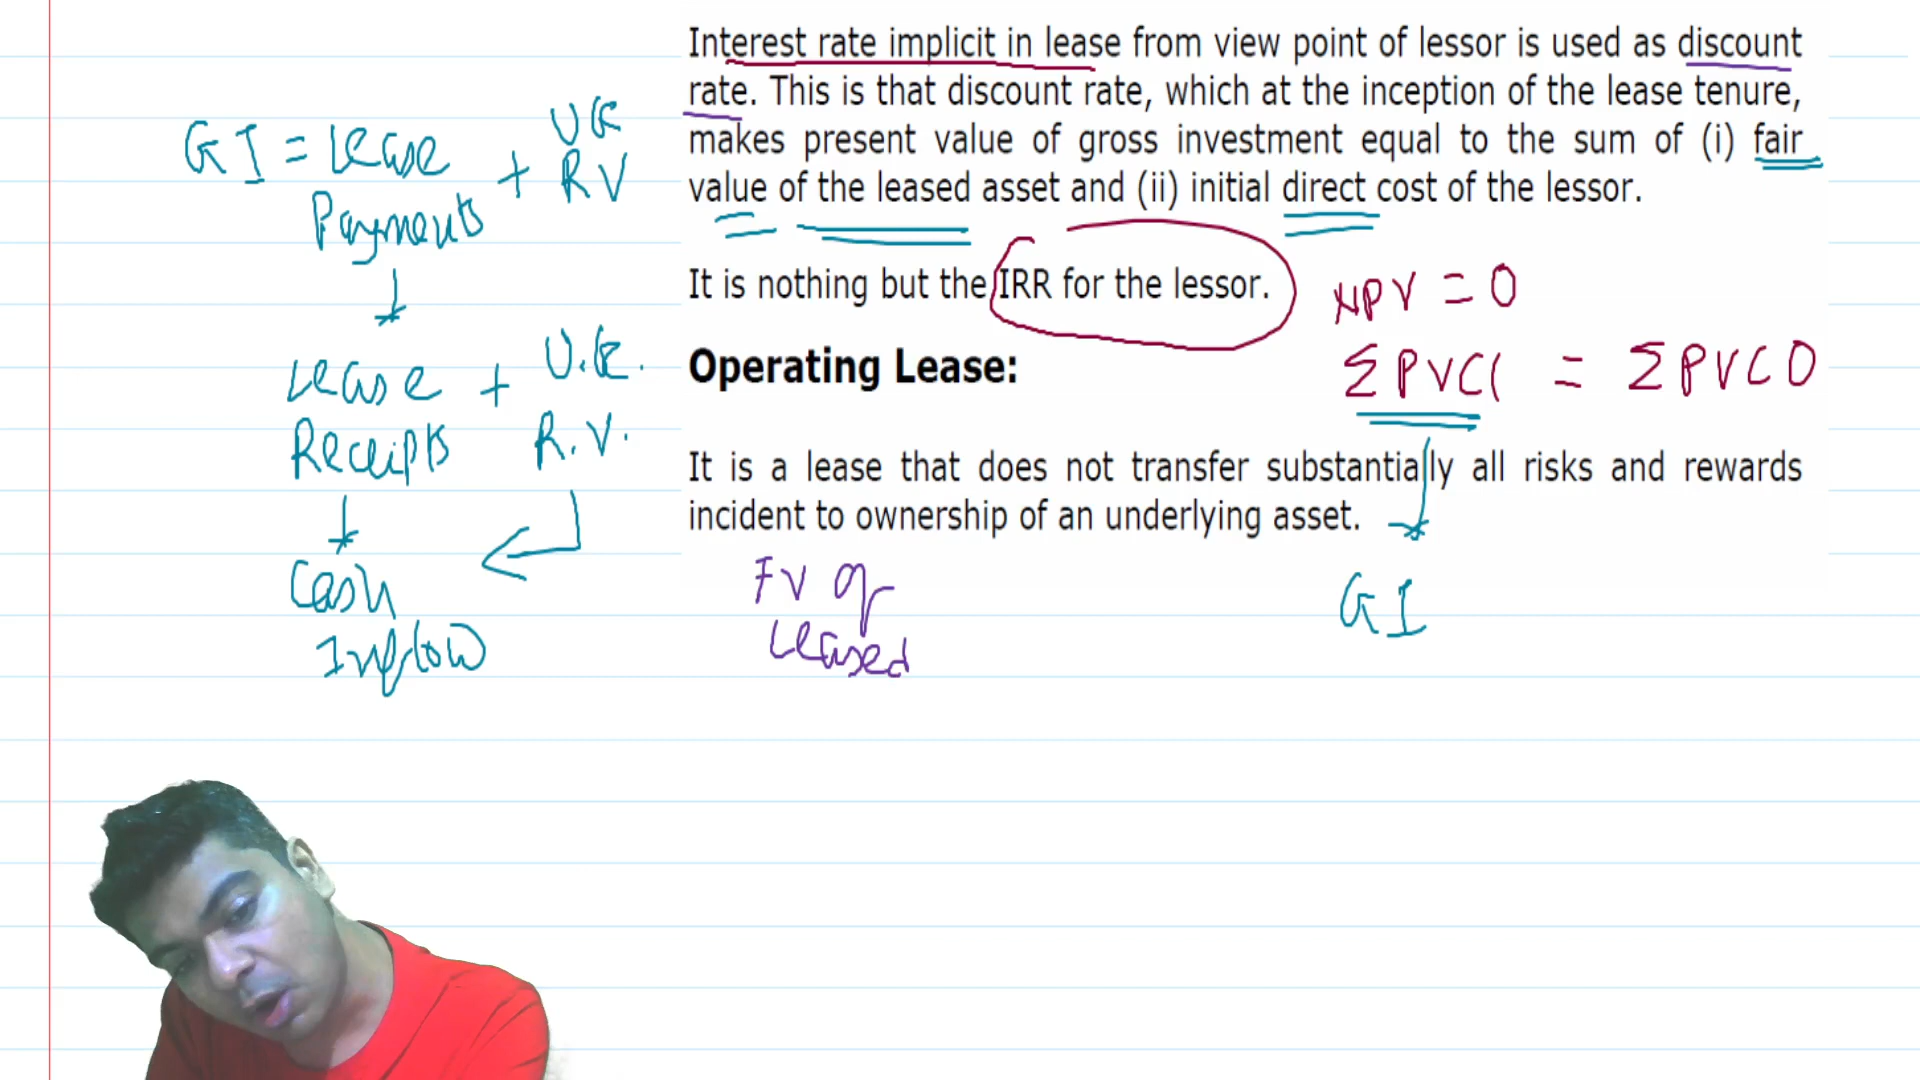 Interest rate implicit in lease from view point of lessor is used as discount
rate. This is that discount rate, which at the inception of the lease tenure,
makes present value of gross investment equal to the sum of (i) fair
value of the leased asset and (ii) initial direct cost of the lessor.
It is nothing but the IRR for the lessor.
Operating Lease:
It is a lease that does not transfer substantially all risks and rewards
incident to ownership of an underlying asset.
GI = Lease + UG
Payments RV
Lease + U.G.
Receipts R.V.
Cash
Inflow
NPV = 0
ΣPVCI = ΣPVCO
GI
FV of
Leased